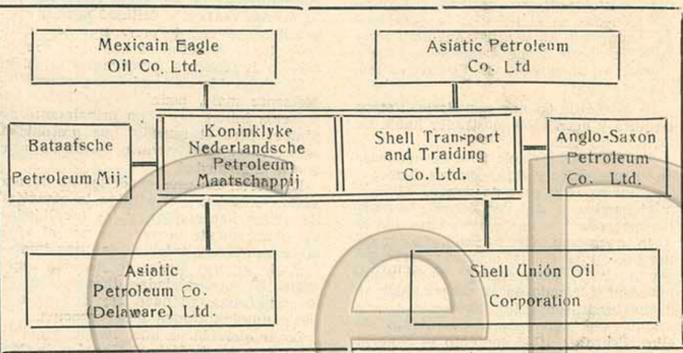 Mexicain Eagle
Oil Co. Ltd.
Asiatic Petroleum
Co. Ltd
Bataafsche
Petroleum Mij.
Koninklyke
Nederlandsche
Petroleum
Maatschappij
Shell Transport
and Traiding
Co. Ltd.
Anglo-Saxon
Petroleum
Co. Ltd.
Asiatic
Petroleum Co.
(Delaware) Ltd.
Shell Unión Oil
Corporation